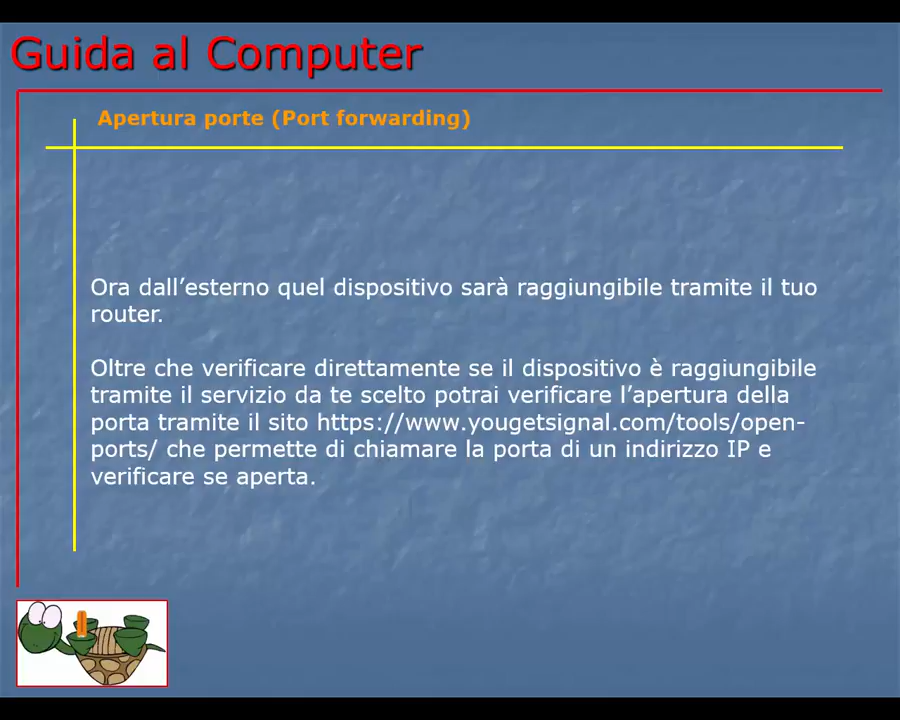 Guida al Computer
Apertura porte (Port forwarding)
Ora dall’esterno quel dispositivo sarà raggiungibile tramite il tuo
router.
Oltre che verificare direttamente se il dispositivo è raggiungibile
tramite il servizio da te scelto potrai verificare l’apertura della
porta tramite il sito https://www.yougetsignal.com/tools/open-
ports/ che permette di chiamare la porta di un indirizzo IP e
verificare se aperta.